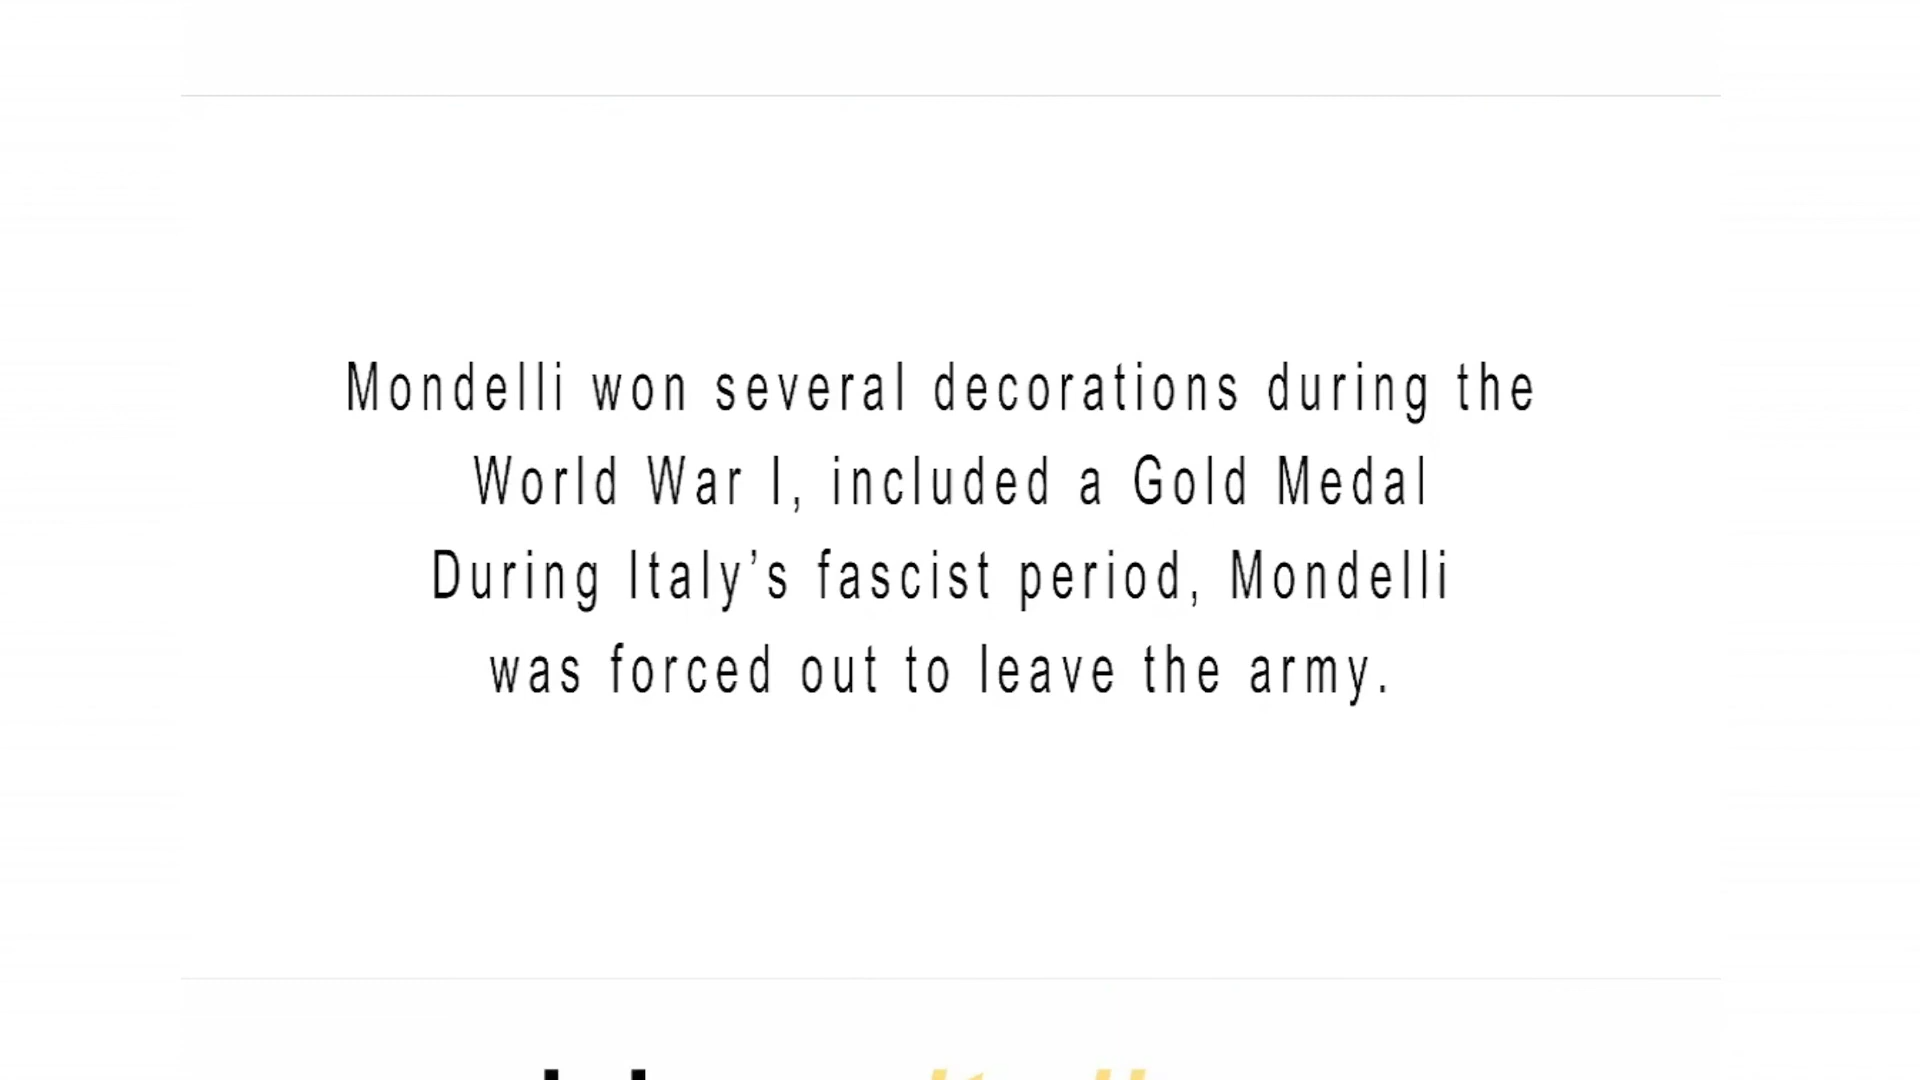 Mondelli won several decorations during the
World War I, included a Gold Medal
During Italy’s fascist period, Mondelli
was forced out to leave the army.